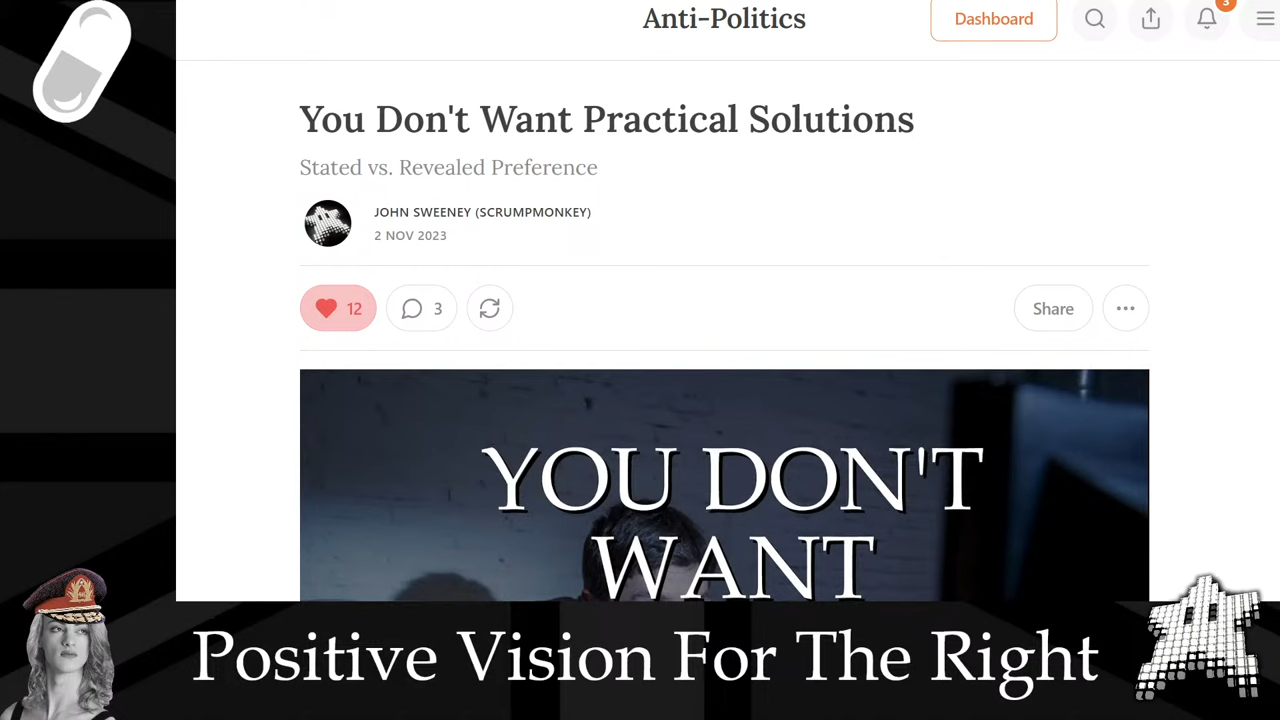 Anti-Politics
Dashboard
3
You Don't Want Practical Solutions
Stated vs. Revealed Preference
JOHN SWEENEY (SCRUMPMONKEY)
2 NOV 2023
12
3
Share
YOU DON'T
WANT
Positive Vision For The Right